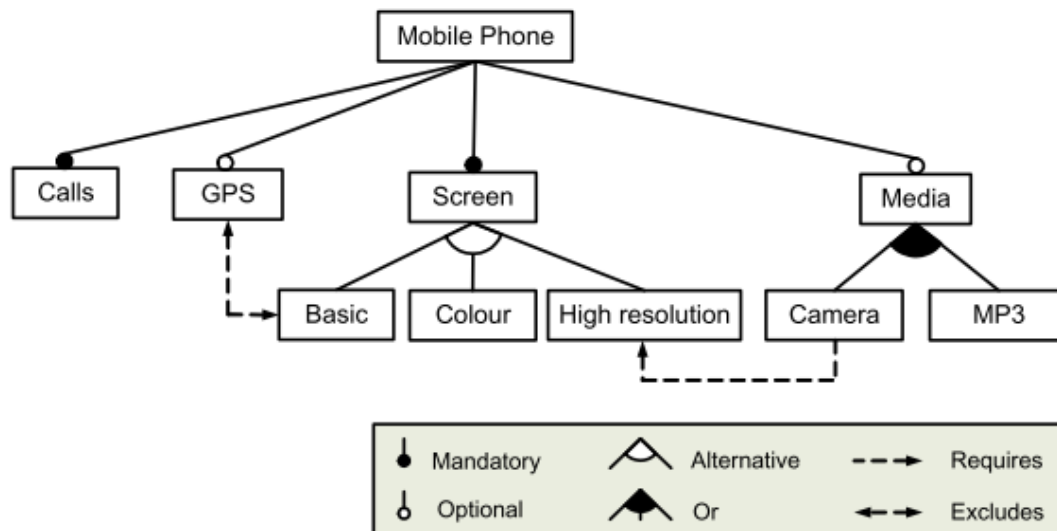 Mobile Phone
Calls
GPS
Screen
Media
Basic
Colour
High resolution
Camera
MP3
Mandatory
Alternative
Requires
Optional
Or
Excludes